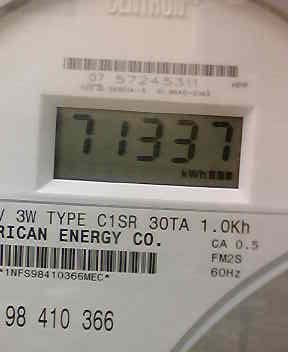 CENTRON
07 57245311
71337
kWh
V 3W TYPE C1SR 30TA 1.0Kh
RICAN ENERGY CO.
CA 0.5
FM2S
60Hz
*1NFS98410366MEC*
98 410 366